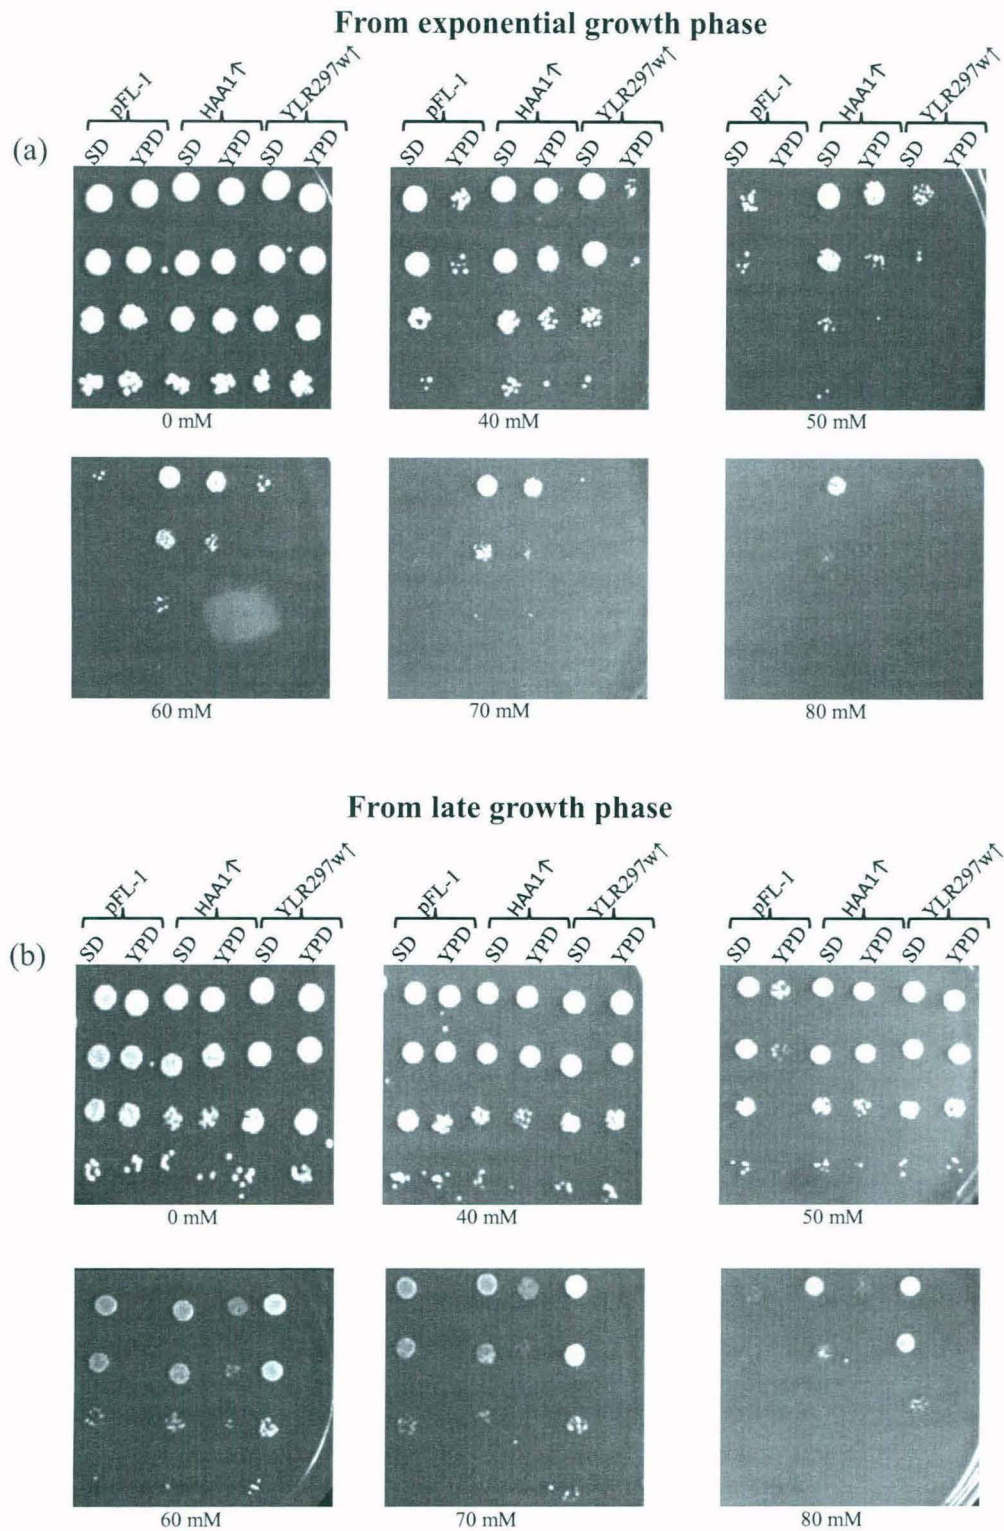 From exponential growth phase
pFL-1 HAA1↑ YLR297w↑ pFL-1 HAA1↑ YLR297w↑ pFL-1 HAA1↑ YLR297w↑
(a) SD YPD SD YPD SD YPD SD YPD SD YPD SD YPD SD YPD SD YPD SD YPD
0 mM 40 mM 50 mM
60 mM 70 mM 80 mM
From late growth phase
pFL-1 HAA1↑ YLR297w↑ pFL-1 HAA1↑ YLR297w↑ pFL-1 HAA1↑ YLR297w↑
(b) SD YPD SD YPD SD YPD SD YPD SD YPD SD YPD SD YPD SD YPD SD YPD
0 mM 40 mM 50 mM
60 mM 70 mM 80 mM